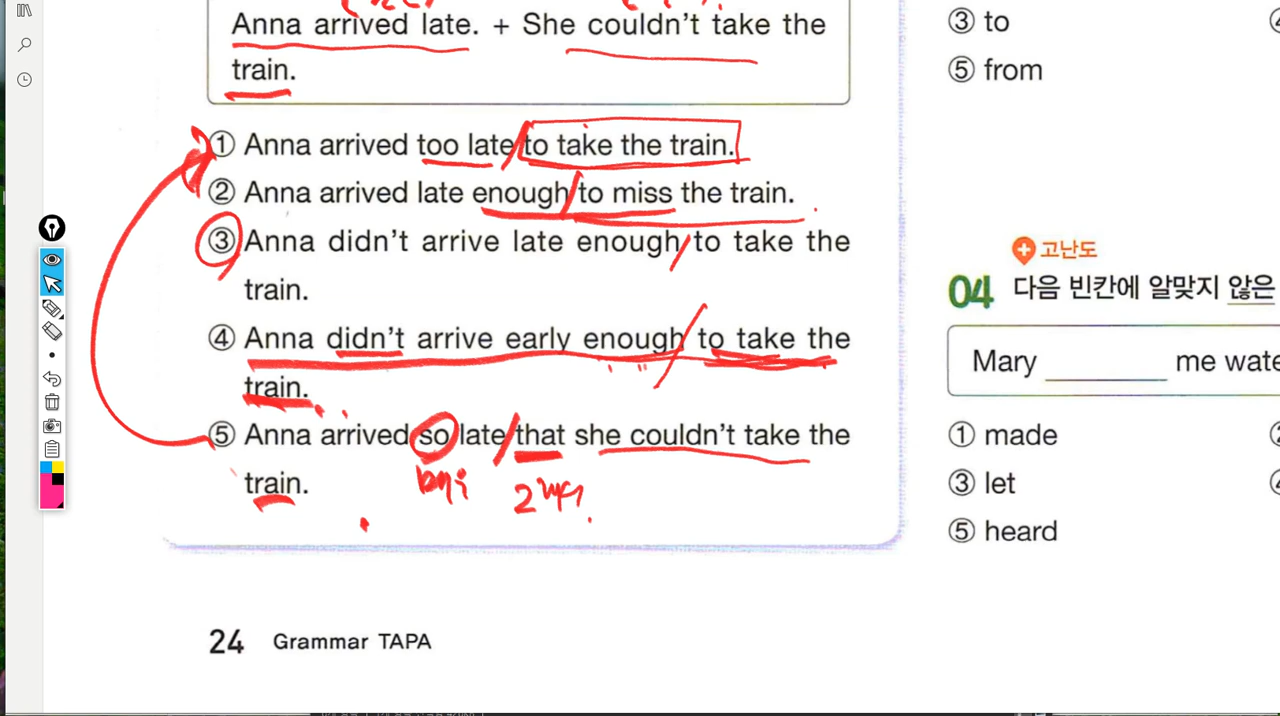 Anna arrived late. + She couldn't take the
train.
① Anna arrived too late to take the train.
② Anna arrived late enough to miss the train.
③ Anna didn't arrive late enough to take the
train.
④ Anna didn't arrive early enough to take the
train.
⑤ Anna arrived so late that she couldn't take the
train.
24 Grammar TAPA
③ to
⑤ from
고난도
04 다음 빈칸에 알맞지 않은
Mary ________ me wate
① made
③ let
⑤ heard